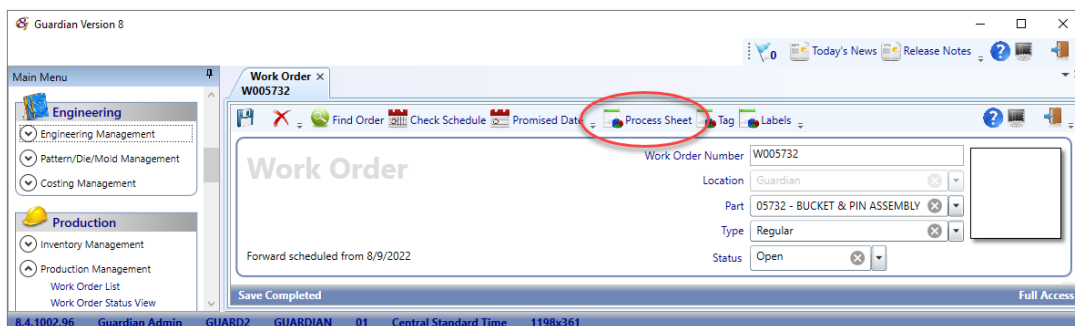 Guardian Version 8
0 Today's News Release Notes
Main Menu
Work Order
W005732
Engineering
Engineering Management
Pattern/Die/Mold Management
Costing Management
Production
Inventory Management
Production Management
Work Order List
Work Order Status View
Find Order Check Schedule Promised Date Process Sheet Tag Labels
Work Order
Work Order Number W005732
Location Guardian
Part 05732 - BUCKET & PIN ASSEMBLY
Type Regular
Forward scheduled from 8/9/2022
Status Open
Save Completed Full Access
8.4.1002.96 Guardian Admin GUARD2 GUARDIAN 01 Central Standard Time 1198x361